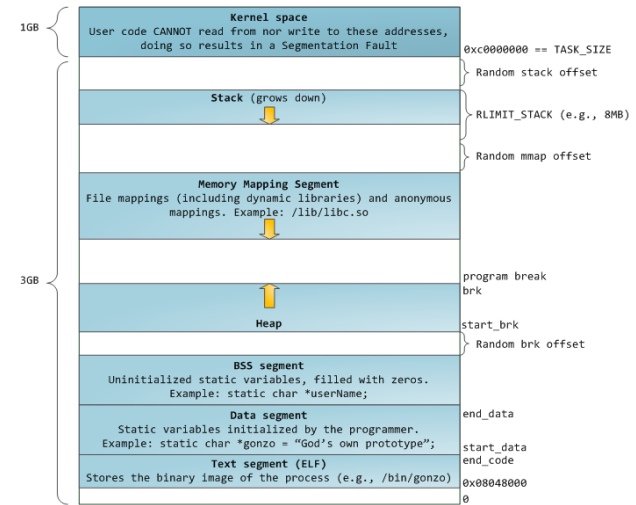 Kernel space
1GB
User code CANNOT read from nor write to these addresses,
doing so results in a Segmentation Fault
0xc0000000 == TASK_SIZE
Random stack offset
Stack (grows down)
RLIMIT_STACK (e.g., 8MB)
Random mmap offset
Memory Mapping Segment
File mappings (including dynamic libraries) and anonymous
mappings. Example: /lib/libc.so
3GB
program break
brk
Heap
start_brk
Random brk offset
BSS segment
Uninitialized static variables, filled with zeros.
Example: static char *userName;
Data segment
end_data
Static variables initialized by the programmer.
Example: static char *gonzo = “God’s own prototype”;
start_data
end_code
Text segment (ELF)
Stores the binary image of the process (e.g., /bin/gonzo)
0x08048000
0